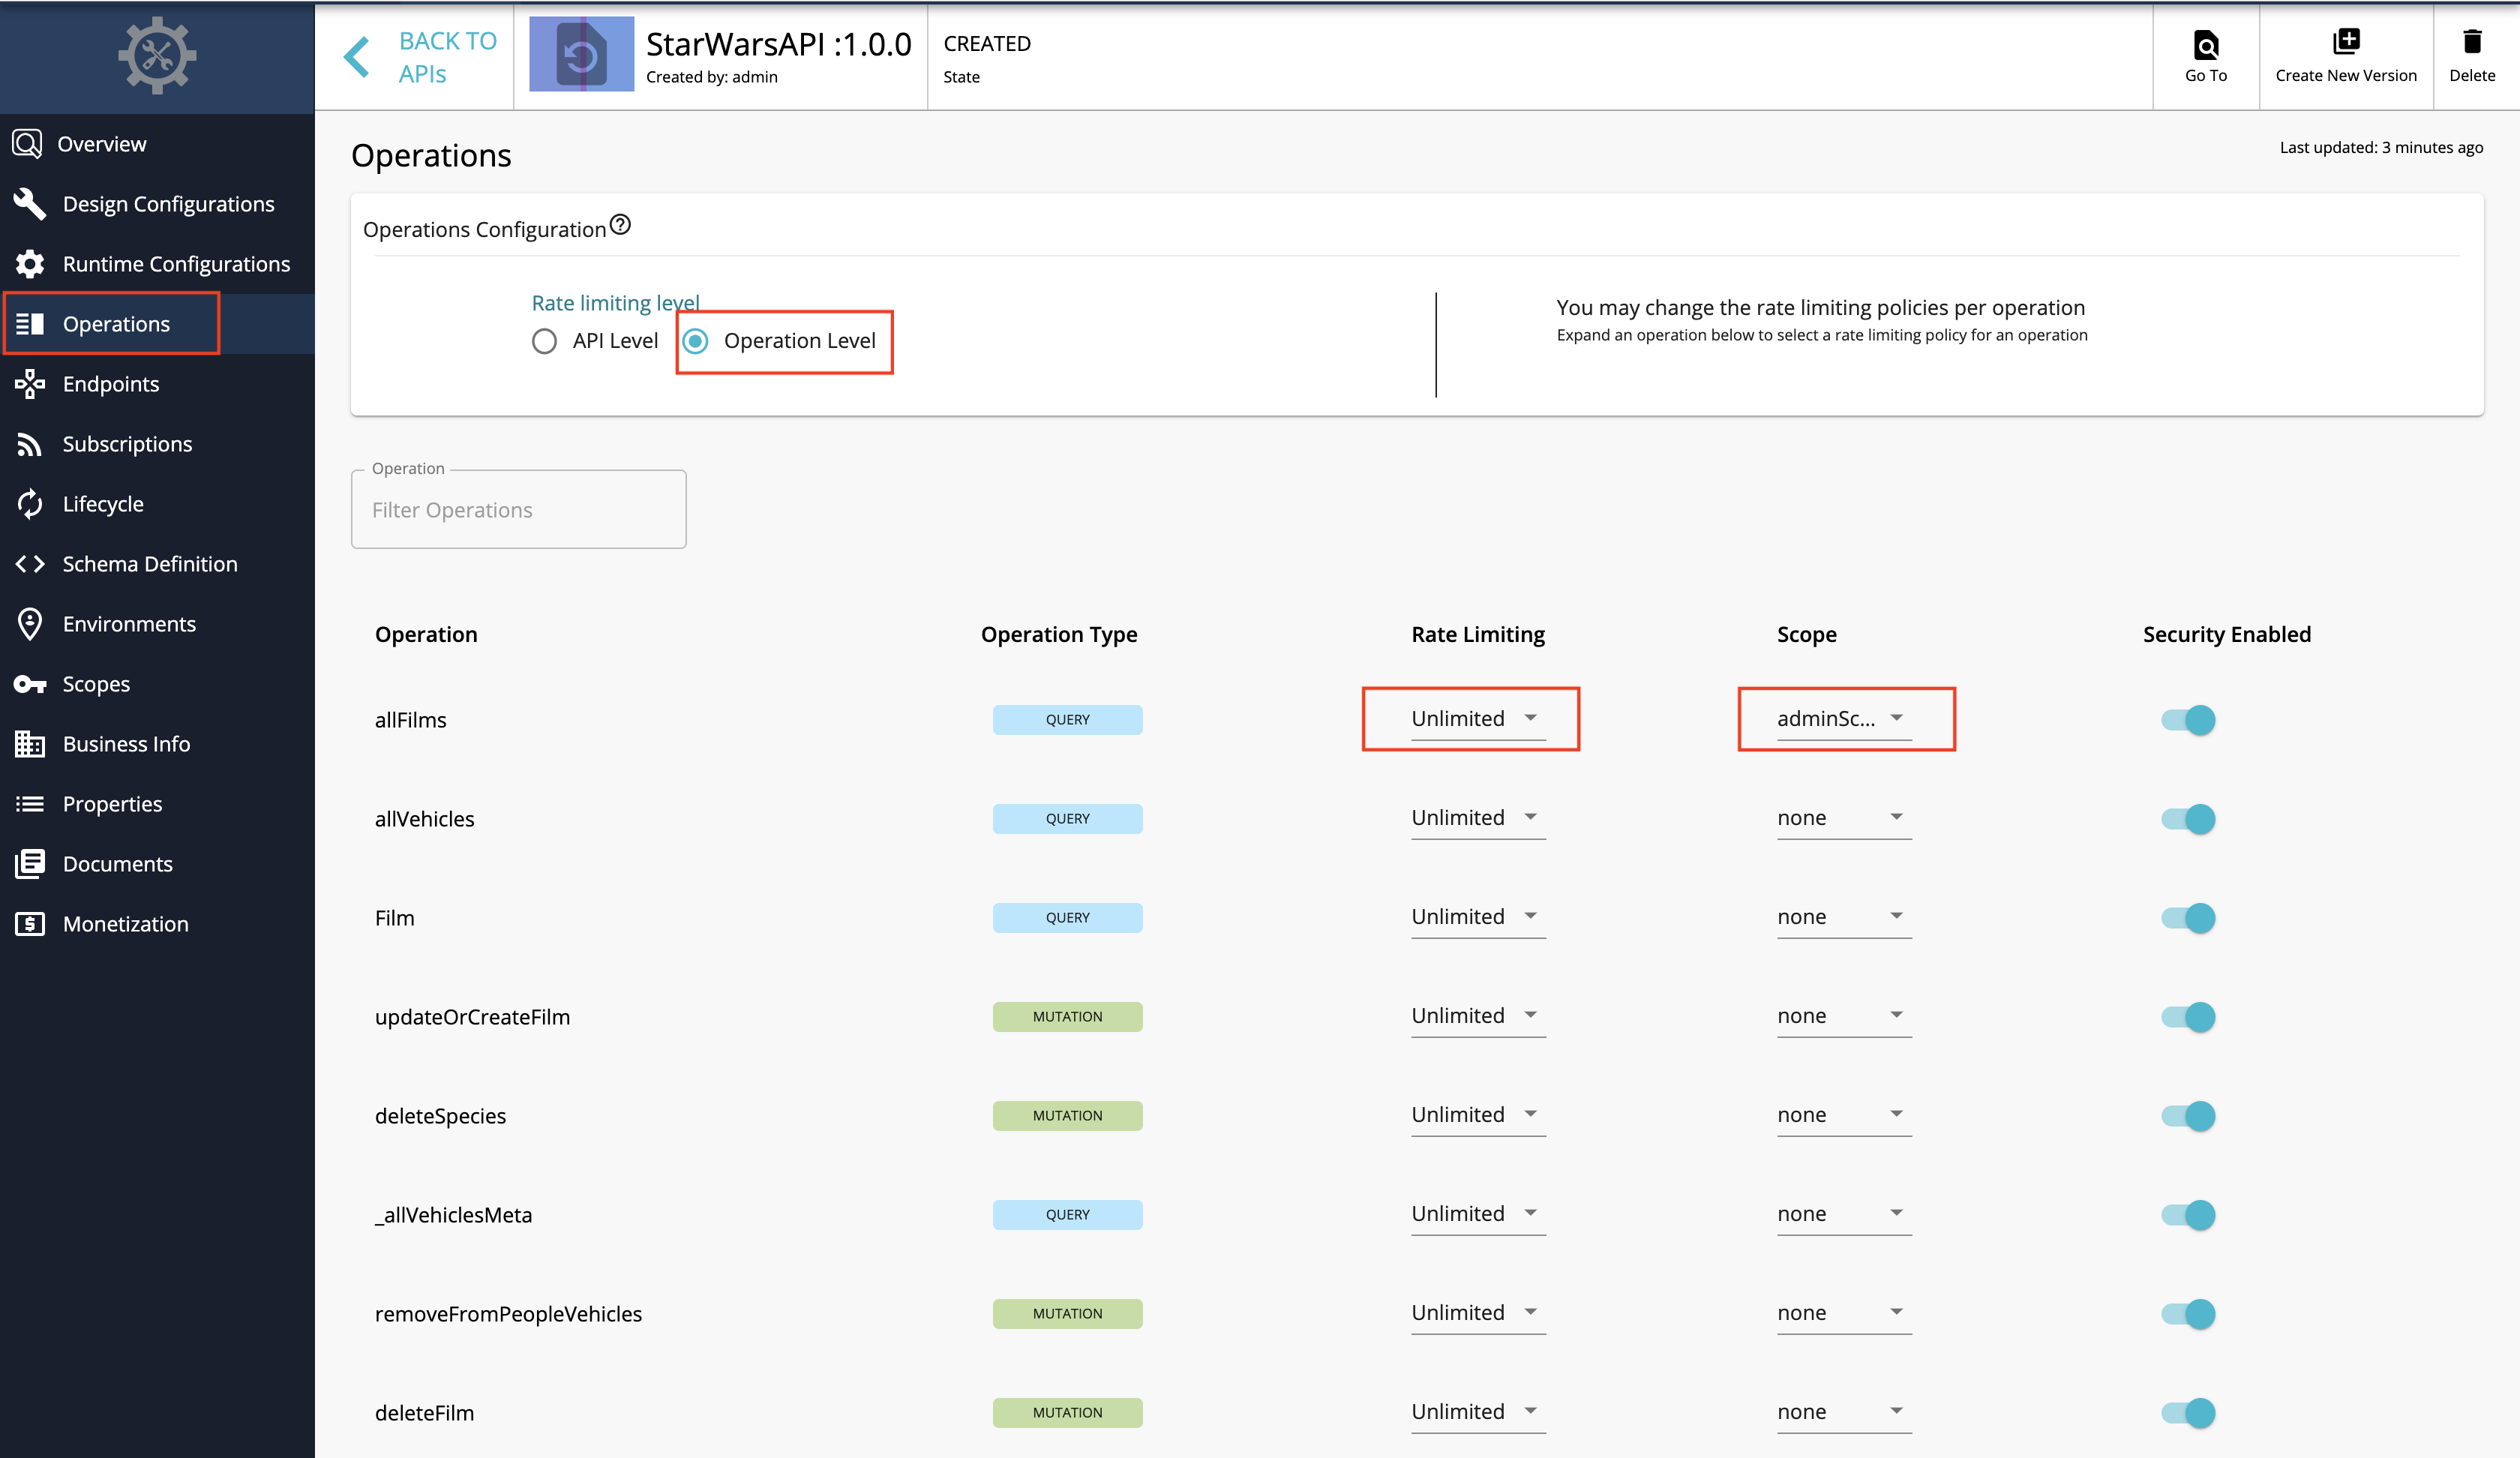 BACK TO
APIs
StarWarsAPI :1.0.0
Created by: admin
CREATED
State
Go To
Create New Version
Delete
Overview
Design Configurations
Runtime Configurations
Operations
Endpoints
Subscriptions
Lifecycle
Schema Definition
Environments
Scopes
Business Info
Properties
Documents
Monetization
Operations
Last updated: 3 minutes ago
Operations Configuration
Rate limiting level
API Level
Operation Level
You may change the rate limiting policies per operation
Expand an operation below to select a rate limiting policy for an operation
Operation
Filter Operations
Operation Operation Type Rate Limiting Scope Security Enabled
allFilms QUERY Unlimited adminSc...
allVehicles QUERY Unlimited none
Film QUERY Unlimited none
updateOrCreateFilm MUTATION Unlimited none
deleteSpecies MUTATION Unlimited none
_allVehiclesMeta QUERY Unlimited none
removeFromPeopleVehicles MUTATION Unlimited none
deleteFilm MUTATION Unlimited none